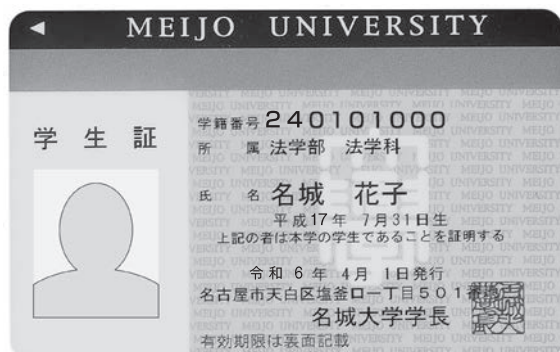 ◀ MEIJO UNIVERSITY
学生証
学籍番号 240101000
所属 法学部 法学科
氏名 名城 花子
平成17年 7月31日生
上記の者は本学の学生であることを証明する
令和 6年 4月 1日発行
名古屋市天白区塩釜口一丁目501番地
名城大学学長
有効期限は裏面記載